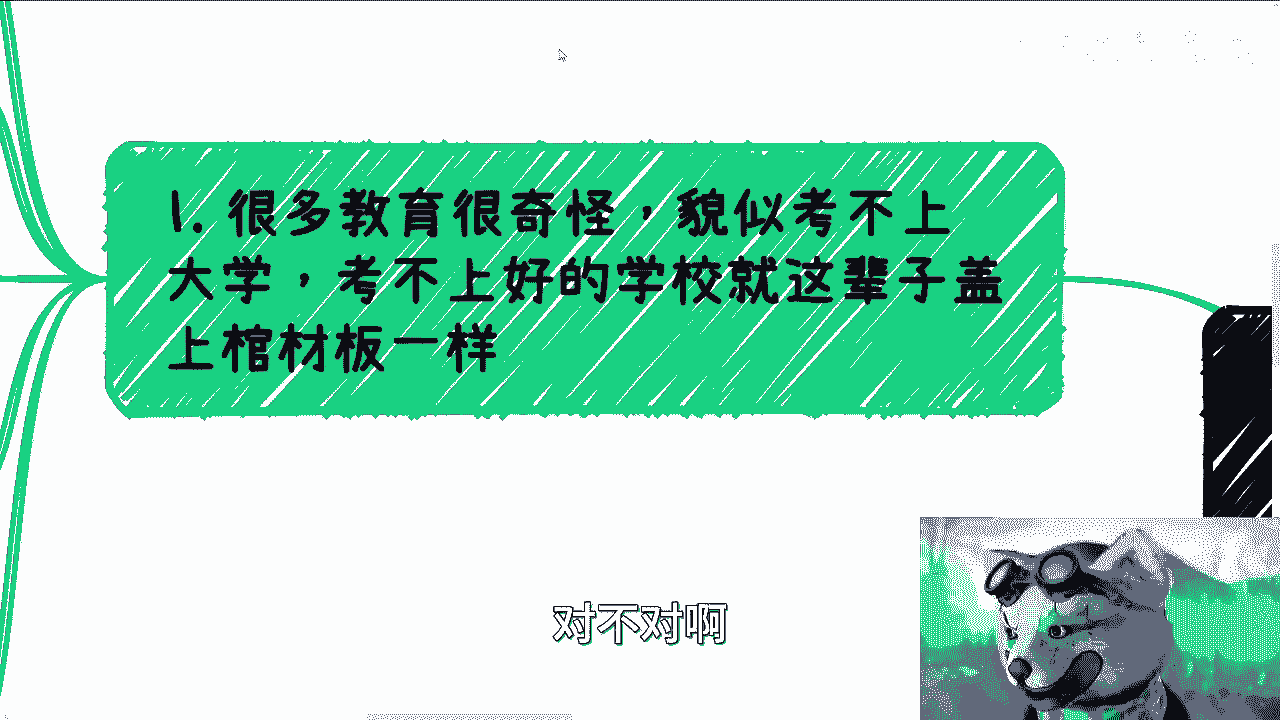 1. 很多教育很奇怪，貌似考不上
大学，考不上好的学校就这辈子盖
上棺材板一样
对不对啊